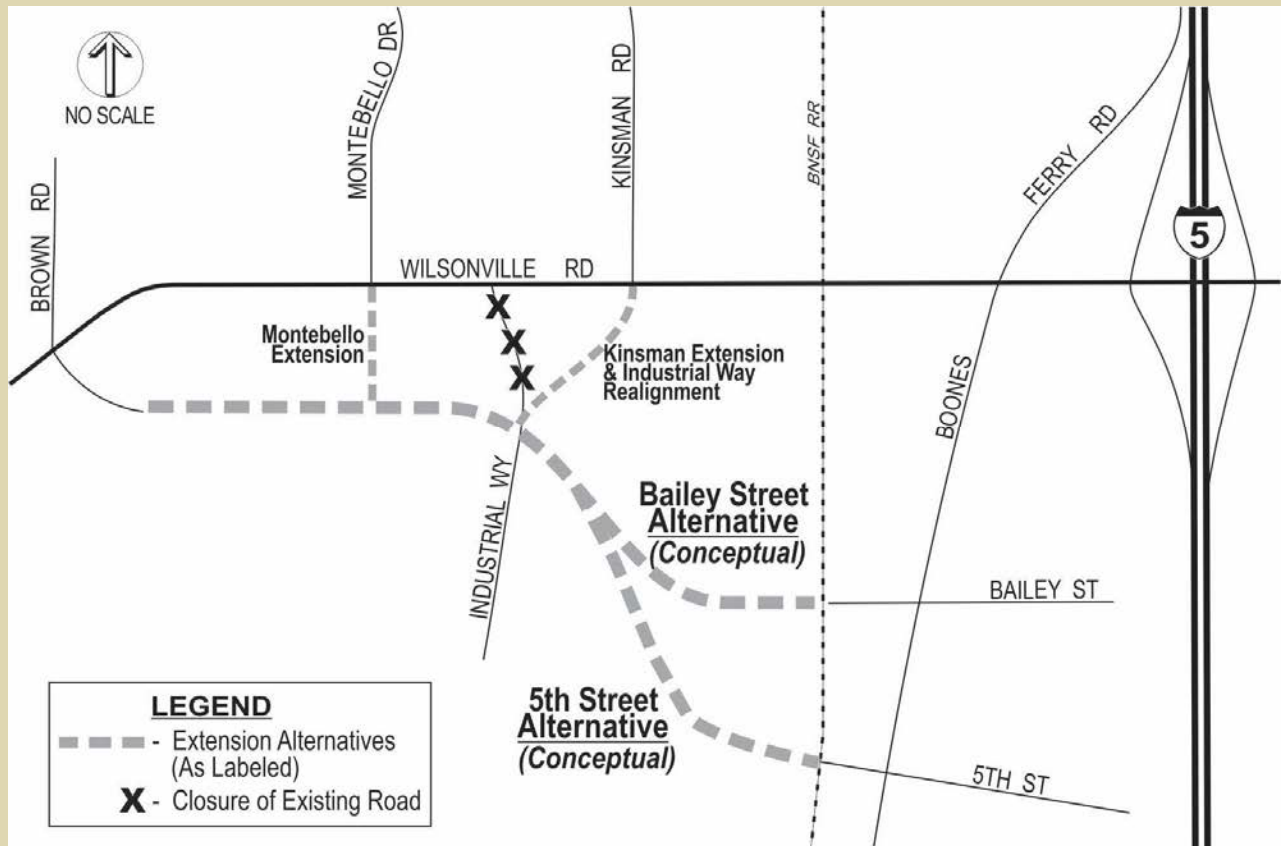 NO SCALE
BROWN RD
MONTEBELLO DR
KINSMAN RD
BNSF RR
FERRY RD
5
WILSONVILLE RD
Montebello
Extension
X
X
X
Kinsman Extension
& Industrial Way
Realignment
BOONES
INDUSTRIAL WY
Bailey Street
Alternative
(Conceptual)
BAILEY ST
5th Street
Alternative
(Conceptual)
5TH ST
LEGEND
- Extension Alternatives
(As Labeled)
X - Closure of Existing Road